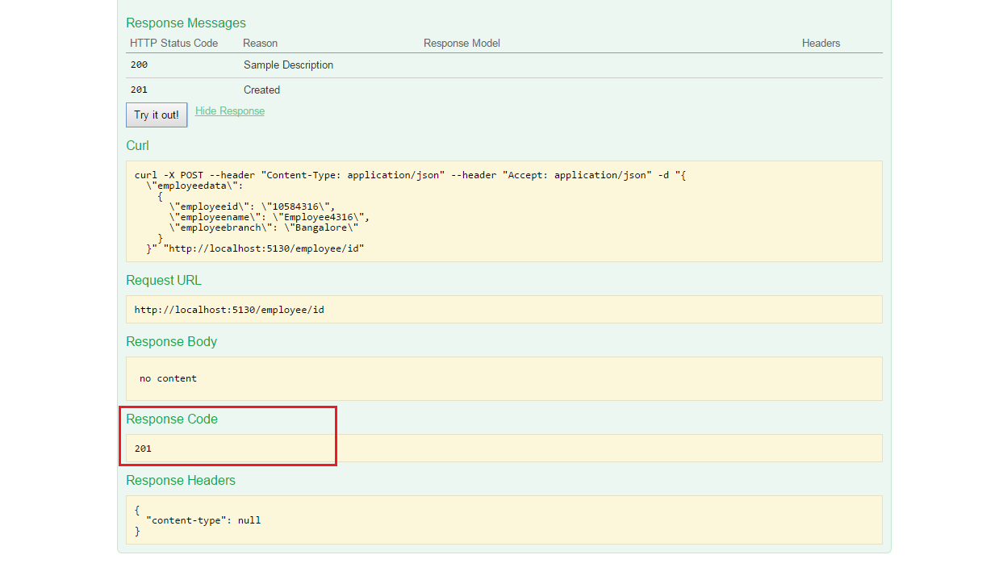 Response Messages
HTTP Status Code Reason Response Model Headers
200 Sample Description
201 Created
Try it out! Hide Response
Curl
curl -X POST --header "Content-Type: application/json" --header "Accept: application/json" -d "{
  \"employeedata\":
    {
      \"employeeid\": \"10584316\",
      \"employeename\": \"Employee4316\",
      \"employeebranch\": \"Bangalore\"
    }
  }" "http://localhost:5130/employee/id"
Request URL
http://localhost:5130/employee/id
Response Body
no content
Response Code
201
Response Headers
{
  "content-type": null
}